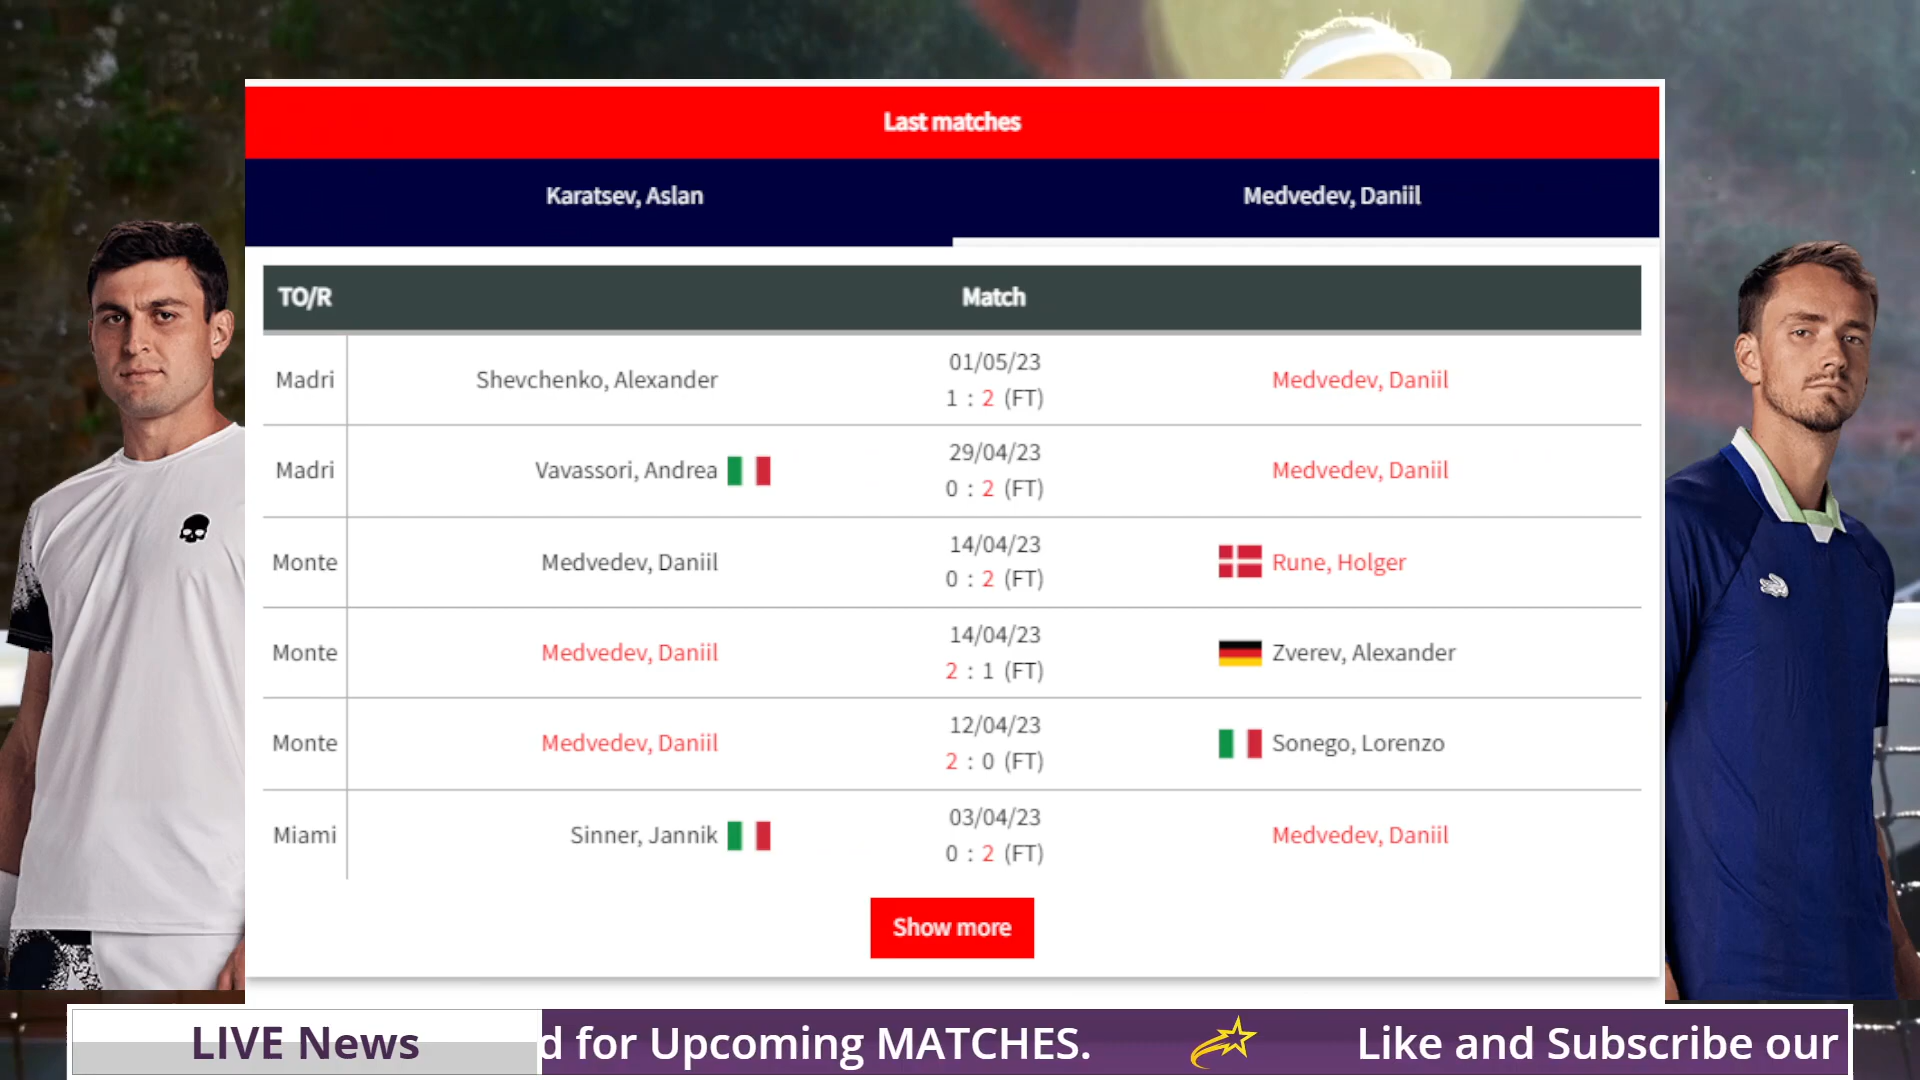 Last matches
Karatsev, Aslan Medvedev, Daniil
TO/R Match
Madri Shevchenko, Alexander 01/05/23 1 : 2 (FT) Medvedev, Daniil
Madri Vavassori, Andrea 29/04/23 0 : 2 (FT) Medvedev, Daniil
Monte Medvedev, Daniil 14/04/23 0 : 2 (FT) Rune, Holger
Monte Medvedev, Daniil 14/04/23 2 : 1 (FT) Zverev, Alexander
Monte Medvedev, Daniil 12/04/23 2 : 0 (FT) Sonego, Lorenzo
Miami Sinner, Jannik 03/04/23 0 : 2 (FT) Medvedev, Daniil
Show more
LIVE News d for Upcoming MATCHES. Like and Subscribe our